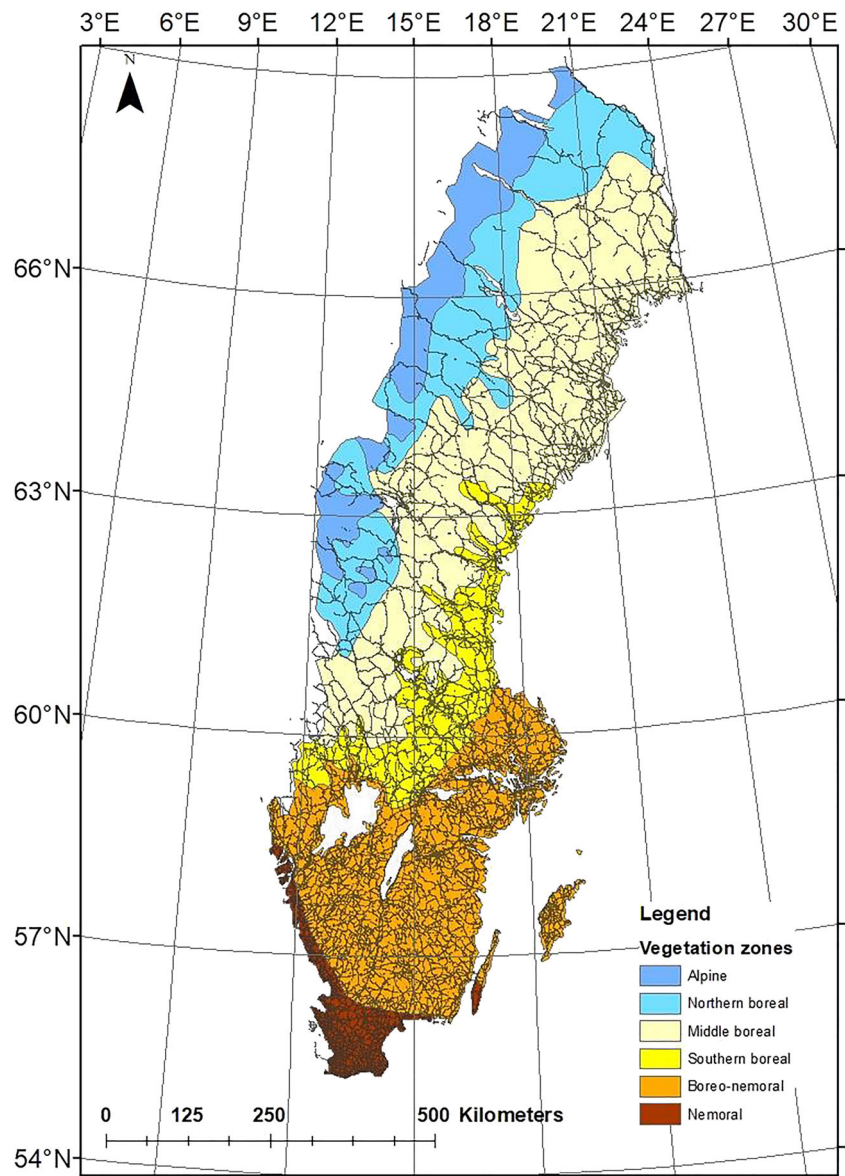 3°E 6°E 9°E 12°E 15°E 18°E 21°E 24°E 27°E 30°E
N
66°N
63°N
60°N
57°N
54°N
Legend
Vegetation zones
Alpine
Northern boreal
Middle boreal
Southern boreal
Boreo-nemoral
Nemoral
0 125 250 500 Kilometers